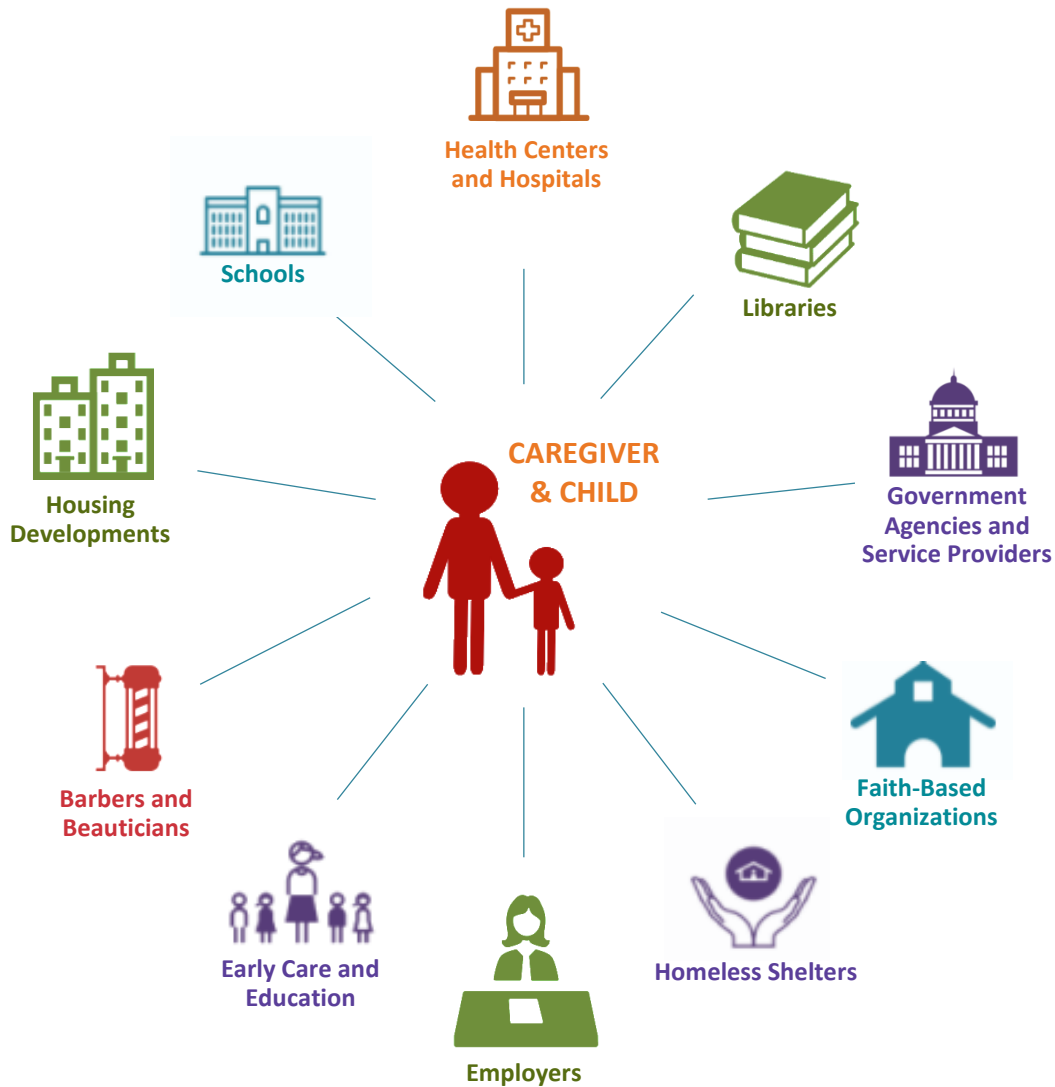 Health Centers
and Hospitals
Schools
Libraries
CAREGIVER
& CHILD
Housing
Developments
Government
Agencies and
Service Providers
Barbers and
Beauticians
Faith-Based
Organizations
Early Care and
Education
Homeless Shelters
Employers